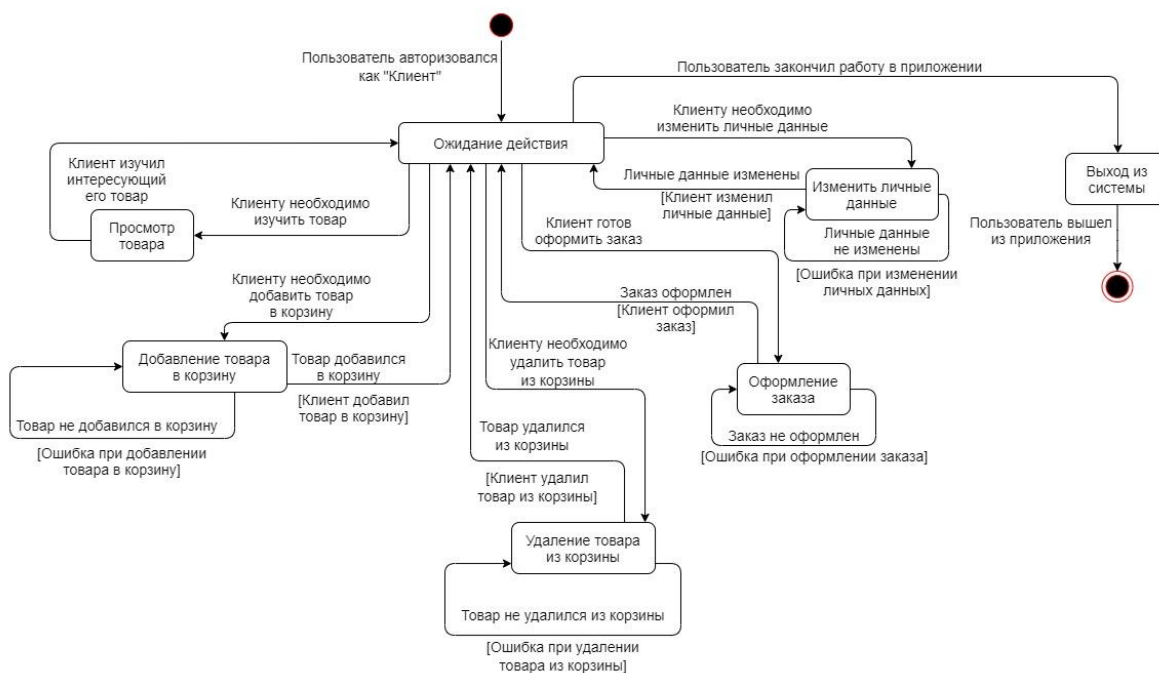 Пользователь авторизовался
как "Клиент"
Пользователь закончил работу в приложении
Клиенту необходимо
изменить личные данные
Ожидание действия
Клиент изучил
интересующий
его товар
Личные данные изменены
[Клиент изменил
личные данные]
Изменить личные
данные
Выход из
системы
Клиенту необходимо
изучить товар
Просмотр
товара
Клиент готов
оформить заказ
Личные данные
не изменены
[Ошибка при изменении
личных данных]
Пользователь вышел
из приложения
Клиенту необходимо
добавить товар
в корзину
Заказ оформлен
[Клиент оформил
заказ]
Добавление товара
в корзину
Товар добавился
в корзину
[Клиент добавил
товар в корзину]
Клиенту необходимо
удалить товар
из корзины
Оформление
заказа
Товар не добавился в корзину
[Ошибка при добавлении
товара в корзину]
Товар удалился
из корзины
[Клиент удалил
товар из корзины]
Заказ не оформлен
[Ошибка при оформлении заказа]
Удаление товара
из корзины
Товар не удалился из корзины
[Ошибка при удалении
товара из корзины]